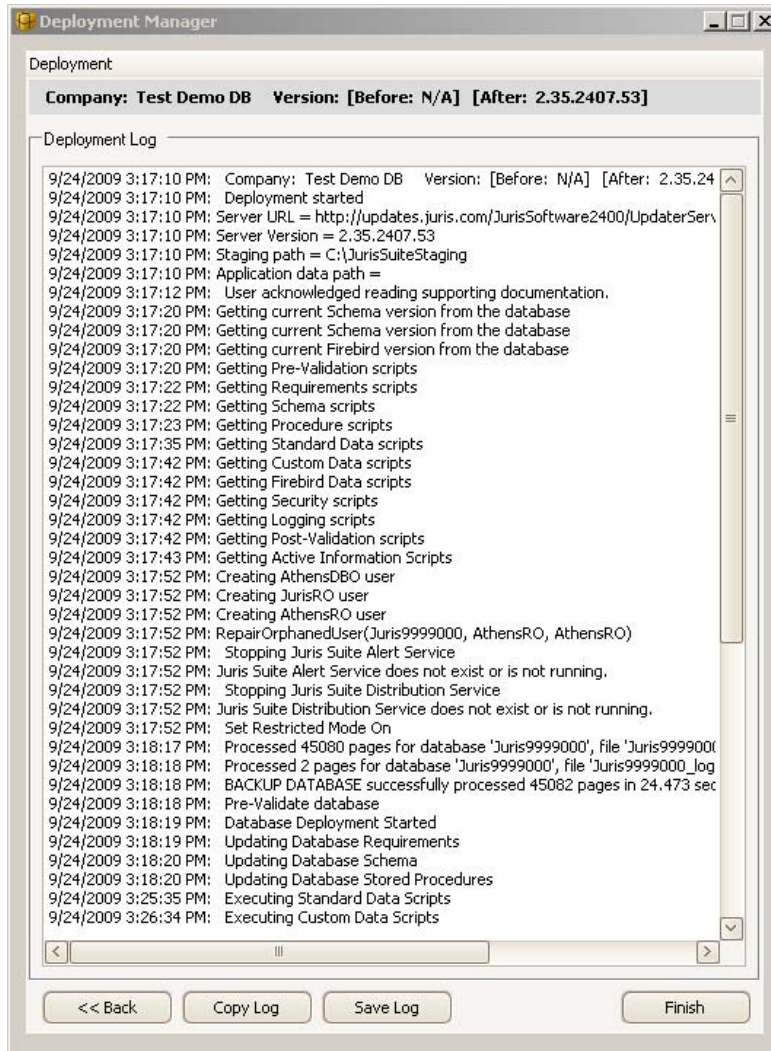 Deployment Manager
Deployment
Company: Test Demo DB Version: [Before: N/A] [After: 2.35.2407.53]
Deployment Log
9/24/2009 3:17:10 PM: Company: Test Demo DB Version: [Before: N/A] [After: 2.35.24
9/24/2009 3:17:10 PM: Deployment started
9/24/2009 3:17:10 PM: Server URL = http://updates.juris.com/JurisSoftware2400/UpdaterServ
9/24/2009 3:17:10 PM: Server Version = 2.35.2407.53
9/24/2009 3:17:10 PM: Staging path = C:\JurisSuiteStaging
9/24/2009 3:17:10 PM: Application data path =
9/24/2009 3:17:12 PM: User acknowledged reading supporting documentation.
9/24/2009 3:17:20 PM: Getting current Schema version from the database
9/24/2009 3:17:20 PM: Getting current Schema version from the database
9/24/2009 3:17:20 PM: Getting current Firebird version from the database
9/24/2009 3:17:20 PM: Getting Pre-Validation scripts
9/24/2009 3:17:22 PM: Getting Requirements scripts
9/24/2009 3:17:22 PM: Getting Schema scripts
9/24/2009 3:17:23 PM: Getting Procedure scripts
9/24/2009 3:17:35 PM: Getting Standard Data scripts
9/24/2009 3:17:42 PM: Getting Custom Data scripts
9/24/2009 3:17:42 PM: Getting Firebird Data scripts
9/24/2009 3:17:42 PM: Getting Security scripts
9/24/2009 3:17:42 PM: Getting Logging scripts
9/24/2009 3:17:42 PM: Getting Post-Validation scripts
9/24/2009 3:17:43 PM: Getting Active Information Scripts
9/24/2009 3:17:52 PM: Creating AthensDBO user
9/24/2009 3:17:52 PM: Creating JurisRO user
9/24/2009 3:17:52 PM: Creating AthensRO user
9/24/2009 3:17:52 PM: RepairOrphanedUser(Juris9999000, AthensRO, AthensRO)
9/24/2009 3:17:52 PM: Stopping Juris Suite Alert Service
9/24/2009 3:17:52 PM: Juris Suite Alert Service does not exist or is not running.
9/24/2009 3:17:52 PM: Stopping Juris Suite Distribution Service
9/24/2009 3:17:52 PM: Juris Suite Distribution Service does not exist or is not running.
9/24/2009 3:17:52 PM: Set Restricted Mode On
9/24/2009 3:18:17 PM: Processed 45080 pages for database 'Juris9999000', file 'Juris9999000
9/24/2009 3:18:18 PM: Processed 2 pages for database 'Juris9999000', file 'Juris9999000_log
9/24/2009 3:18:18 PM: BACKUP DATABASE successfully processed 45082 pages in 24.473 sec
9/24/2009 3:18:18 PM: Pre-Validate database
9/24/2009 3:18:19 PM: Database Deployment Started
9/24/2009 3:18:19 PM: Updating Database Requirements
9/24/2009 3:18:20 PM: Updating Database Schema
9/24/2009 3:18:20 PM: Updating Database Stored Procedures
9/24/2009 3:25:35 PM: Executing Standard Data Scripts
9/24/2009 3:26:34 PM: Executing Custom Data Scripts
<< Back Copy Log Save Log Finish